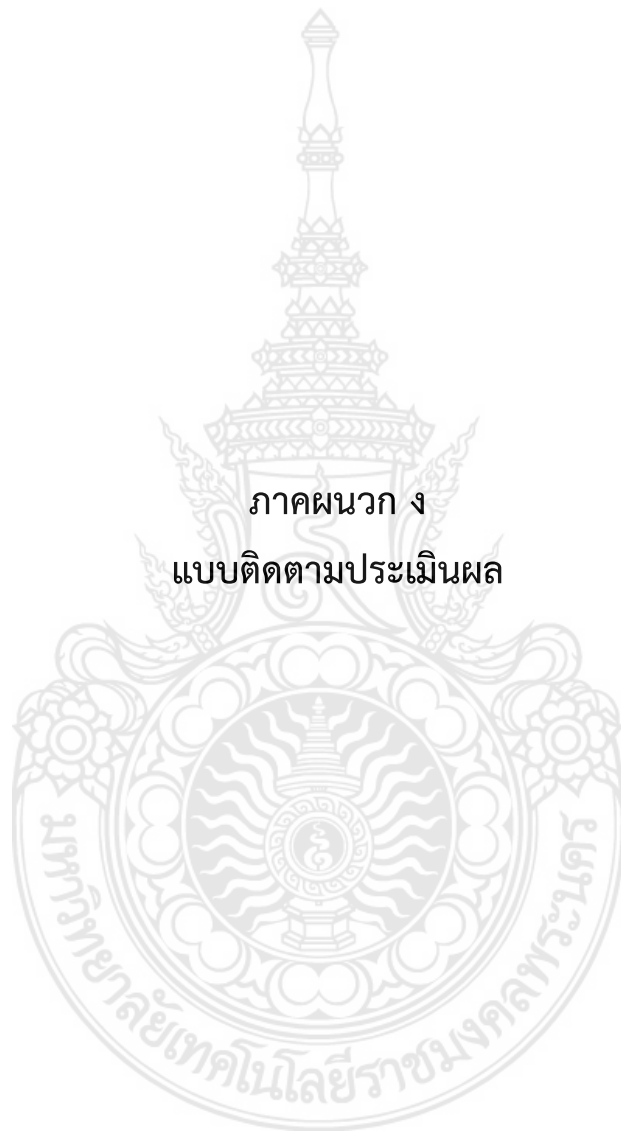 ภาคผนวก ง
แบบติดตามประเมินผล
มหาวิทยาลัยเทคโนโลยีราชมงคลพระนคร